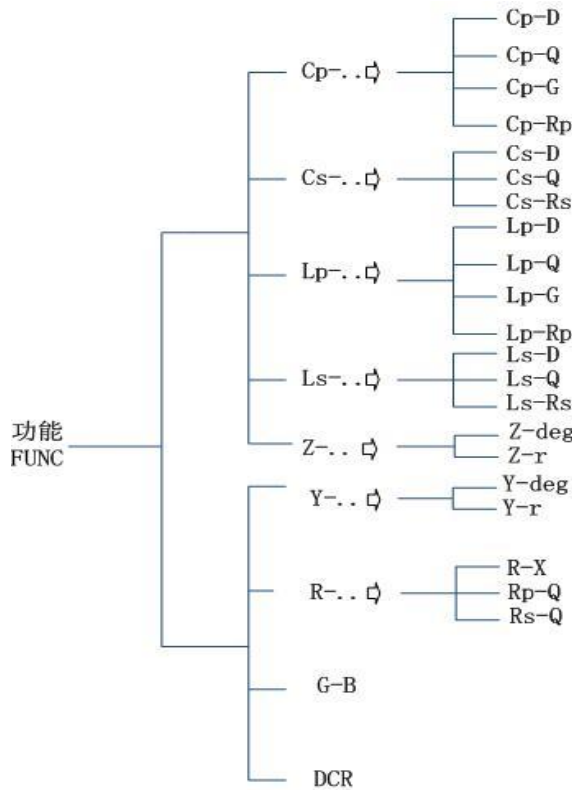 功能
FUNC
Cp-..
Cp-D
Cp-Q
Cp-G
Cp-Rp
Cs-..
Cs-D
Cs-Q
Cs-Rs
Lp-..
Lp-D
Lp-Q
Lp-G
Lp-Rp
Ls-..
Ls-D
Ls-Q
Ls-Rs
Z-..
Z-deg
Z-r
Y-..
Y-deg
Y-r
R-..
R-X
Rp-Q
Rs-Q
G-B
DCR